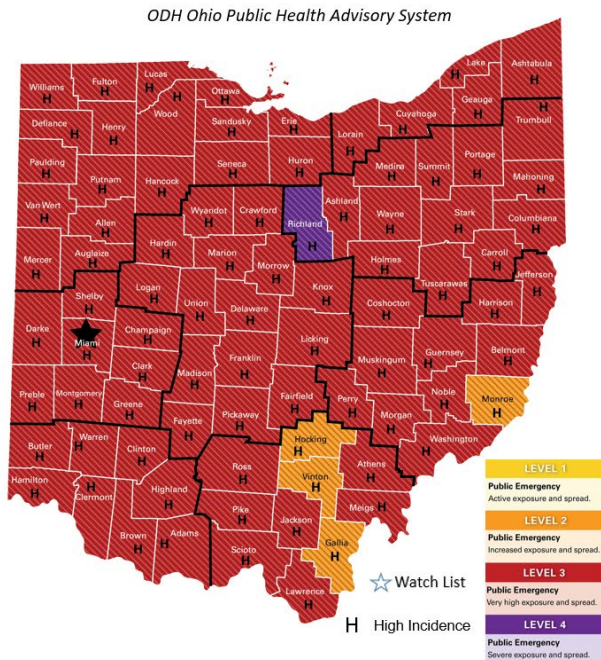 ODH Ohio Public Health Advisory System
Williams H
Fulton H
Lucas H
Ottawa H
Lake H
Ashtabula H
Defiance H
Henry H
Wood H
Sandusky H
Erie H
Lorain H
Cuyahoga H
Geauga H
Trumbull H
Paulding H
Putnam H
Hancock H
Seneca H
Huron H
Medina H
Summit H
Portage H
Mahoning H
Van Wert H
Allen H
Wyandot H
Crawford H
Richland H
Ashland H
Wayne H
Stark H
Columbiana H
Mercer H
Auglaize H
Hardin H
Marion H
Morrow H
Holmes H
Tuscarawas H
Carroll H
Jefferson H
Shelby H
Logan H
Union H
Delaware H
Knox H
Coshocton H
Harrison H
Darke H
Miami H
Champaign H
Licking H
Muskingum H
Guernsey H
Belmont H
Clark H
Madison H
Franklin H
Preble H
Montgomery H
Greene H
Fayette H
Pickaway H
Fairfield H
Perry H
Morgan H
Noble H
Monroe H
Washington H
Butler H
Warren H
Clinton H
Ross H
Hocking H
Athens H
Hamilton H
Clermont H
Highland H
Vinton H
Pike H
Jackson H
Meigs H
Brown H
Adams H
Scioto H
Gallia H
Lawrence H
LEVEL 1
Public Emergency
Active exposure and spread.
LEVEL 2
Public Emergency
Increased exposure and spread.
LEVEL 3
Public Emergency
Very high exposure and spread.
LEVEL 4
Public Emergency
Severe exposure and spread.
Watch List
H High Incidence